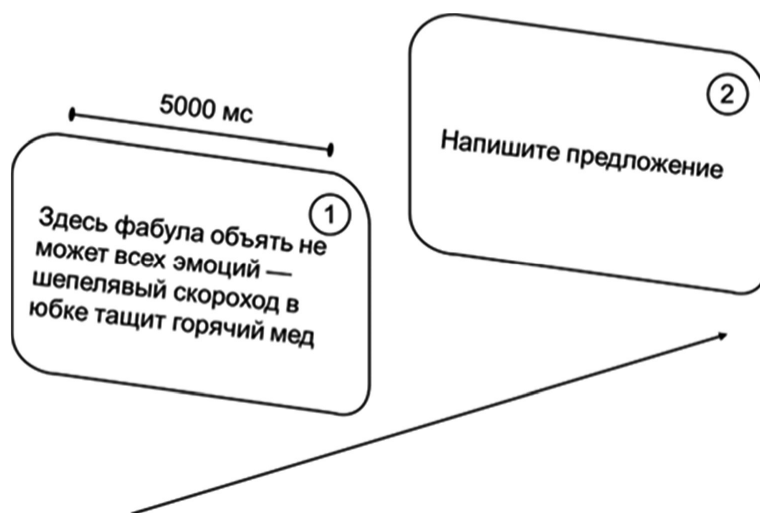 5000 мс
1
Здесь фабула объять не
может всех эмоций —
шепелявый скороход в
юбке тащит горячий мед
2
Напишите предложение